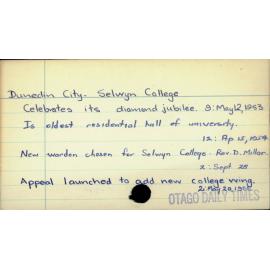 Dunedin City. Selwyn College
Celebrates its diamond jubilee. 9: May 12, 1953
Is oldest residential hall of university.
12: Ap 15, 1954
New warden chosen for Selwyn College. Rev. D. Millar.
2: Sept 25
Appeal launched to add new college wing.
OTAGO DAILY TIMES